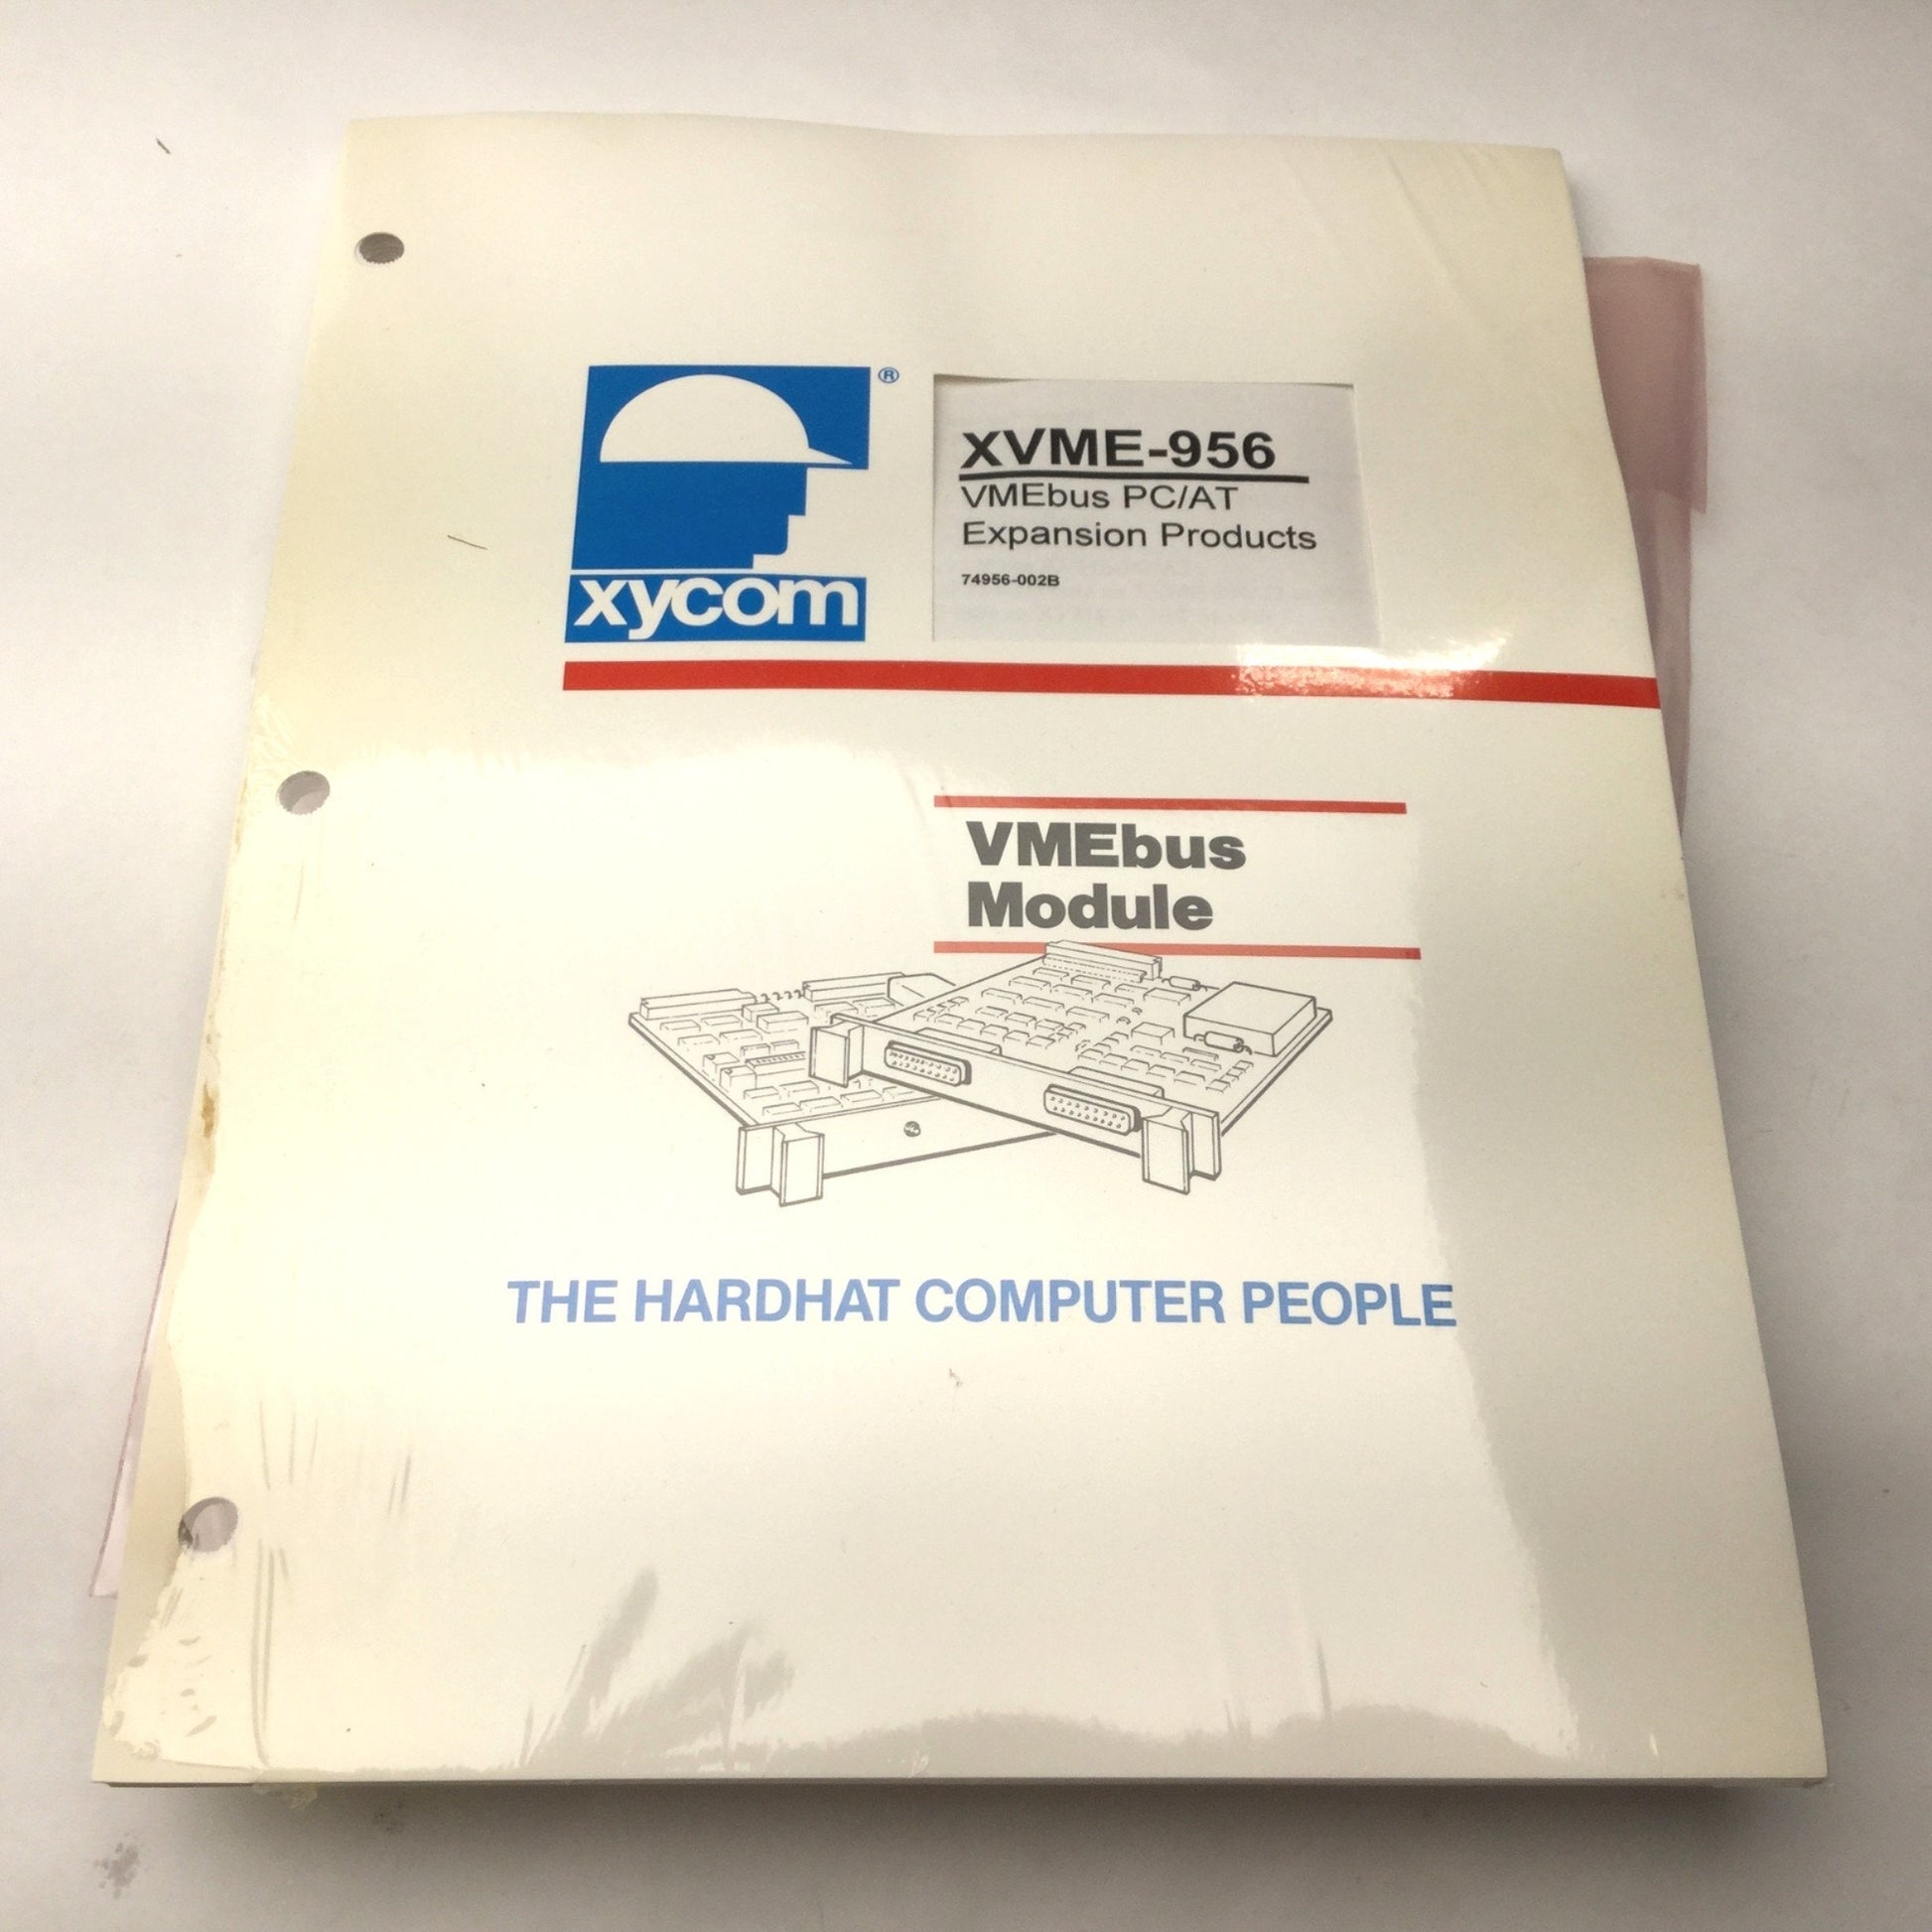 ®
xycom
XVME-956
VMEbus PC/AT
Expansion Products
74956-002B
VMEbus
Module
THE HARDHAT COMPUTER PEOPLE